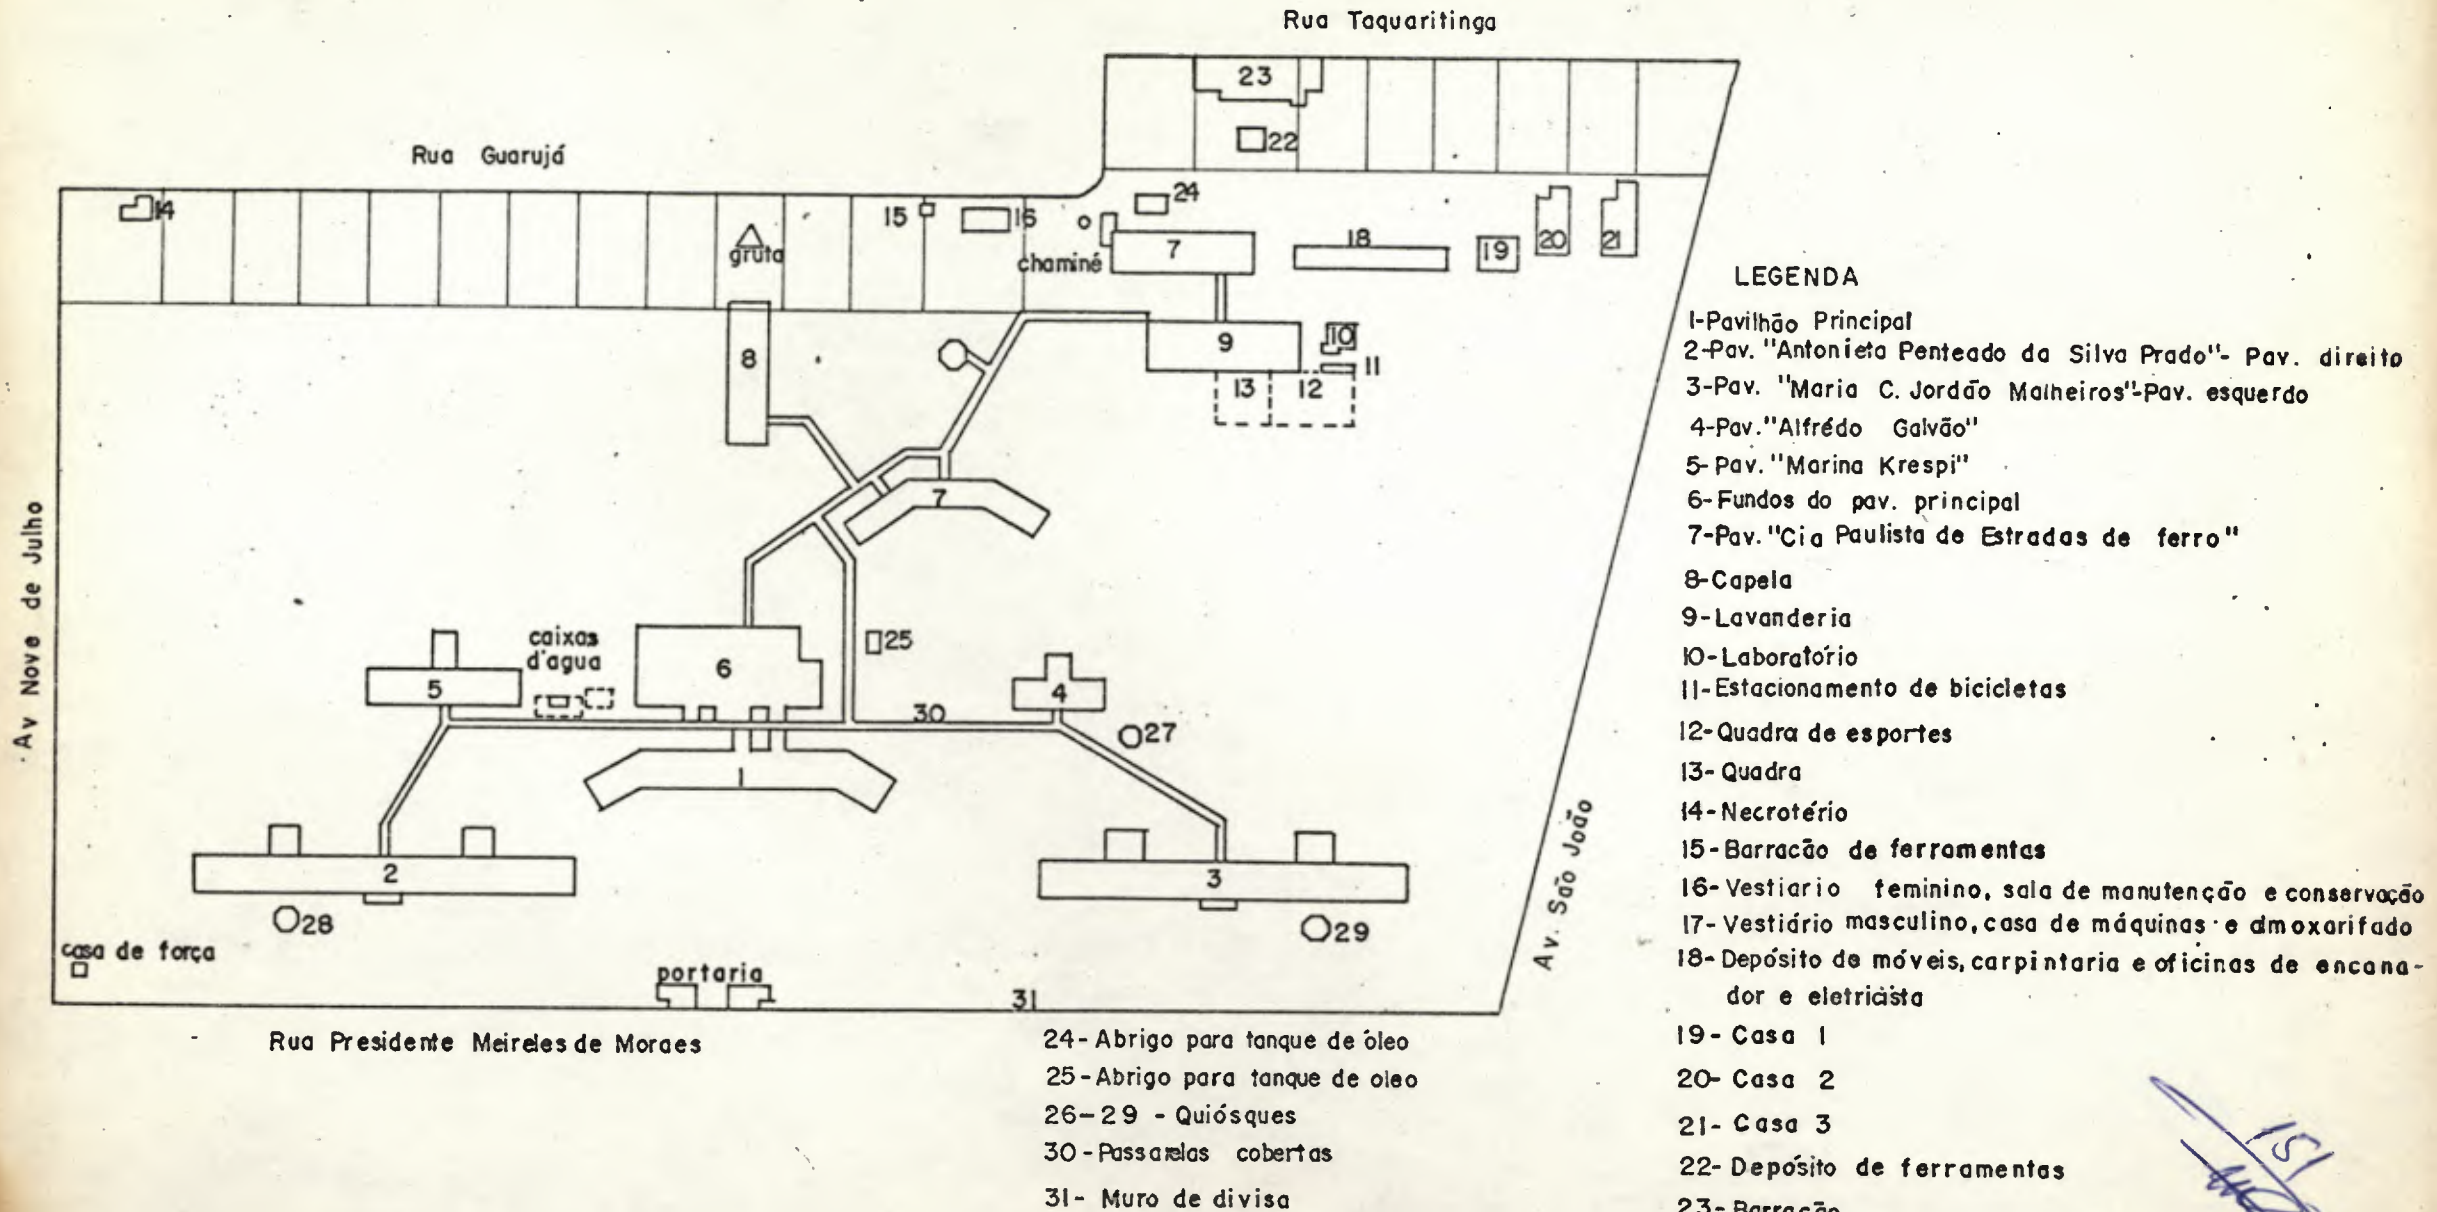 Rua Taquaritinga
23
22
Rua Guarujá
14
gruta
15
16
24
chaminé
7
18
19
20
21
8
9
10
11
13
12
7
Av Nove de Julho
caixas
d'agua
25
5
6
4
30
27
1
2
3
28
29
Av. São João
casa de força
portaria
31
Rua Presidente Meireles de Moraes
LEGENDA
1-Pavilhão Principal
2-Pav. "Antonieta Penteado da Silva Prado"- Pav. direito
3-Pav. "Maria C. Jordão Malheiros"-Pav. esquerdo
4-Pav."Alfrédo Galvão"
5-Pav. "Marina Krespi"
6-Fundos do pav. principal
7-Pav. "Cia Paulista de Estradas de ferro"
8-Capela
9-Lavanderia
10-Laboratório
11-Estacionamento de bicicletas
12-Quadra de esportes
13-Quadra
14-Necrotério
15-Barracão de ferramentas
16-Vestiario feminino, sala de manutenção e conservação
17-Vestiário masculino, casa de máquinas e almoxarifado
18-Depósito de móveis, carpintaria e oficinas de encana-
dor e eletricista
19- Casa 1
20- Casa 2
21- Casa 3
22- Depósito de ferramentas
23- Barracão
24- Abrigo para tanque de óleo
25-Abrigo para tanque de oleo
26-29 - Quiósques
30-Passarelas cobertas
31- Muro de divisa
151